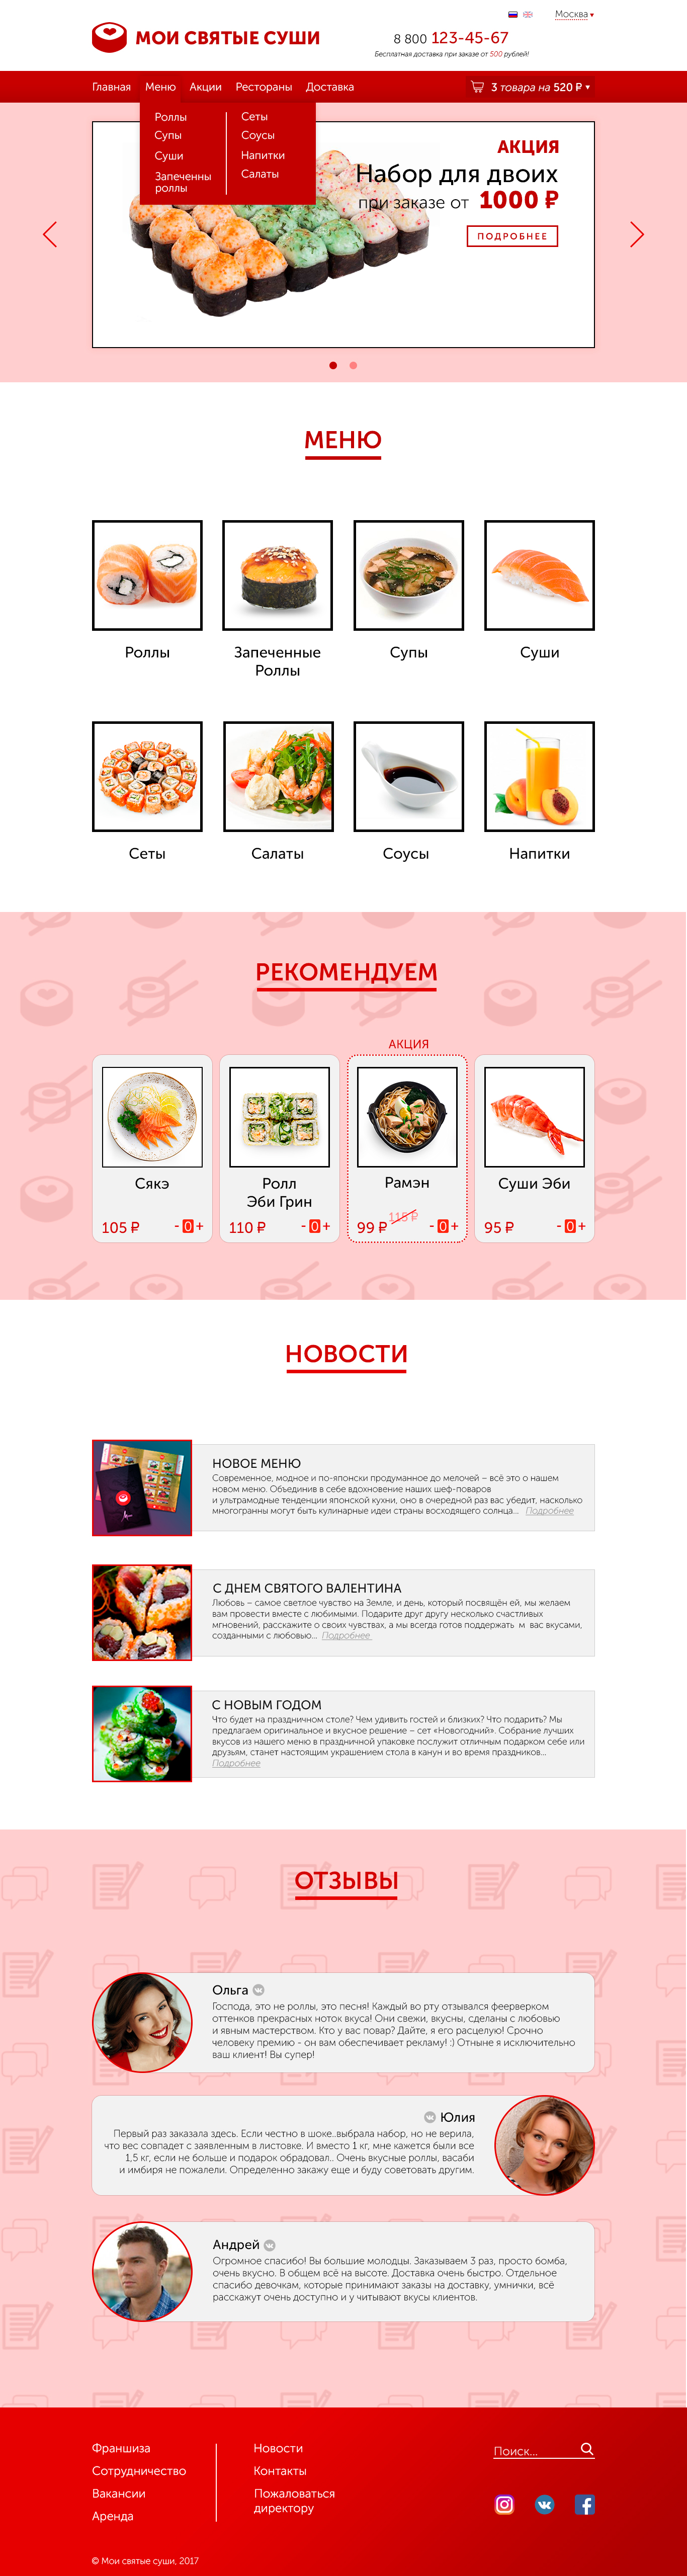 Москва
МОИ СВЯТЫЕ СУШИ
8 800 123-45-67
Бесплатная доставка при заказе от 500 рублей!
Главная Меню Акции Рестораны Доставка
3 товара на 520 ₽
Роллы
Супы
Суши
Запеченны
роллы
Сеты
Соусы
Напитки
Салаты
АКЦИЯ
Набор для двоих
при заказе от 1000 ₽
ПОДРОБНЕЕ
МЕНЮ
Роллы
Запеченные
Роллы
Супы
Суши
Сеты
Салаты
Соусы
Напитки
РЕКОМЕНДУЕМ
АКЦИЯ
Сякэ
105 ₽ - 0 +
Ролл
Эби Грин
110 ₽ - 0 +
Рамэн
115 ₽
99 ₽ - 0 +
Суши Эби
95 ₽ - 0 +
НОВОСТИ
НОВОЕ МЕНЮ
Современное, модное и по-японски продуманное до мелочей – всё это о нашем
новом меню. Объединив в себе вдохновение наших шеф-поваров
и ультрамодные тенденции японской кухни, оно в очередной раз вас убедит, насколько
многогранны могут быть кулинарные идеи страны восходящего солнца... Подробнее
С ДНЕМ СВЯТОГО ВАЛЕНТИНА
Любовь – самое светлое чувство на Земле, и день, который посвящён ей, мы желаем
вам провести вместе с любимыми. Подарите друг другу несколько счастливых
мгновений, расскажите о своих чувствах, а мы всегда готов поддержать м вас вкусами,
созданными с любовью... Подробнее
С НОВЫМ ГОДОМ
Что будет на праздничном столе? Чем удивить гостей и близких? Что подарить? Мы
предлагаем оригинальное и вкусное решение – сет «Новогодний». Собрание лучших
вкусов из нашего меню в праздничной упаковке послужит отличным подарком себе или
друзьям, станет настоящим украшением стола в канун и во время праздников...
Подробнее
ОТЗЫВЫ
Ольга
Господа, это не роллы, это песня! Каждый во рту отзывался феерверком
оттенков прекрасных ноток вкуса! Они свежи, вкусны, сделаны с любовью
и явным мастерством. Кто у вас повар? Дайте, я его расцелую! Срочно
человеку премию - он вам обеспечивает рекламу! :) Отныне я исключительно
ваш клиент! Вы супер!
Юлия
Первый раз заказала здесь. Если честно в шоке..выбрала набор, но не верила,
что вес совпадет с заявленным в листовке. И вместо 1 кг, мне кажется были все
1,5 кг, если не больше и подарок обрадовал.. Очень вкусные роллы, васаби
и имбиря не пожалели. Определенно закажу еще и буду советовать другим.
Андрей
Огромное спасибо! Вы большие молодцы. Заказываем 3 раз, просто бомба,
очень вкусно. В общем всё на высоте. Доставка очень быстро. Отдельное
спасибо девочкам, которые принимают заказы на доставку, умнички, всё
расскажут очень доступно и у читывают вкусы клиентов.
Франшиза
Сотрудничество
Вакансии
Аренда
Новости
Контакты
Пожаловаться
директору
Поиск...
© Мои святые суши, 2017